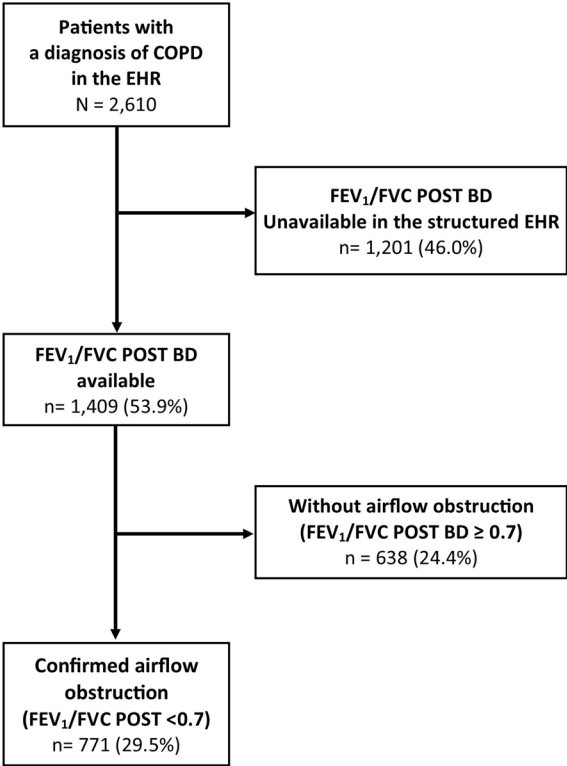 Patients with
a diagnosis of COPD
in the EHR
N = 2,610
FEV₁/FVC POST BD
Unavailable in the structured EHR
n= 1,201 (46.0%)
FEV₁/FVC POST BD
available
n= 1,409 (53.9%)
Without airflow obstruction
(FEV₁/FVC POST BD ≥ 0.7)
n = 638 (24.4%)
Confirmed airflow
obstruction
(FEV₁/FVC POST <0.7)
n= 771 (29.5%)